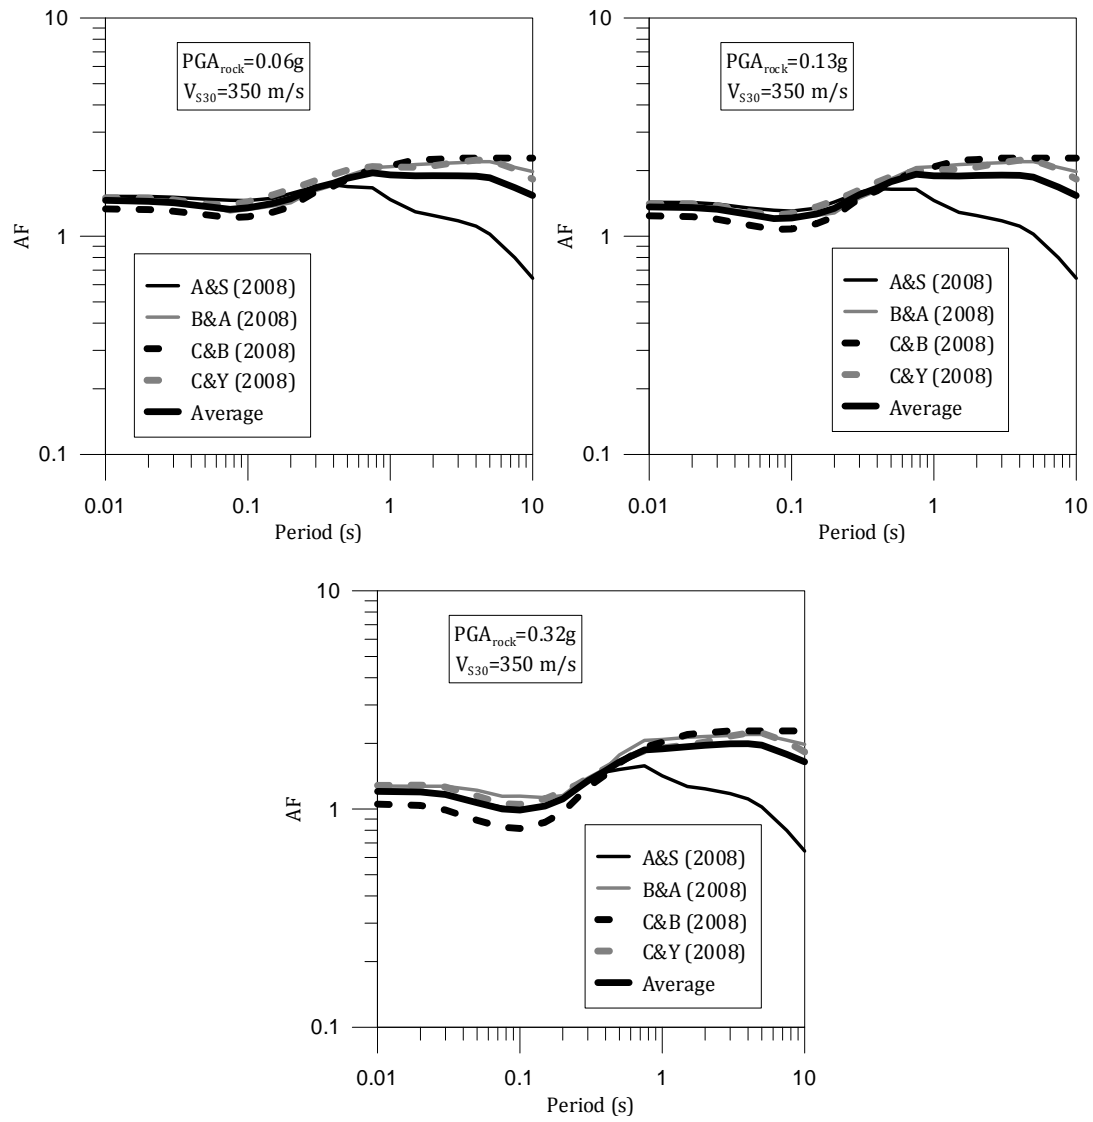 10
PGArock=0.06g
VS30=350 m/s
1
AF
A&S (2008)
B&A (2008)
C&B (2008)
C&Y (2008)
Average
0.1
0.01 0.1 1 10
Period (s)
10
PGArock=0.13g
VS30=350 m/s
1
AF
A&S (2008)
B&A (2008)
C&B (2008)
C&Y (2008)
Average
0.1
0.01 0.1 1 10
Period (s)
10
PGArock=0.32g
VS30=350 m/s
1
AF
A&S (2008)
B&A (2008)
C&B (2008)
C&Y (2008)
Average
0.1
0.01 0.1 1 10
Period (s)